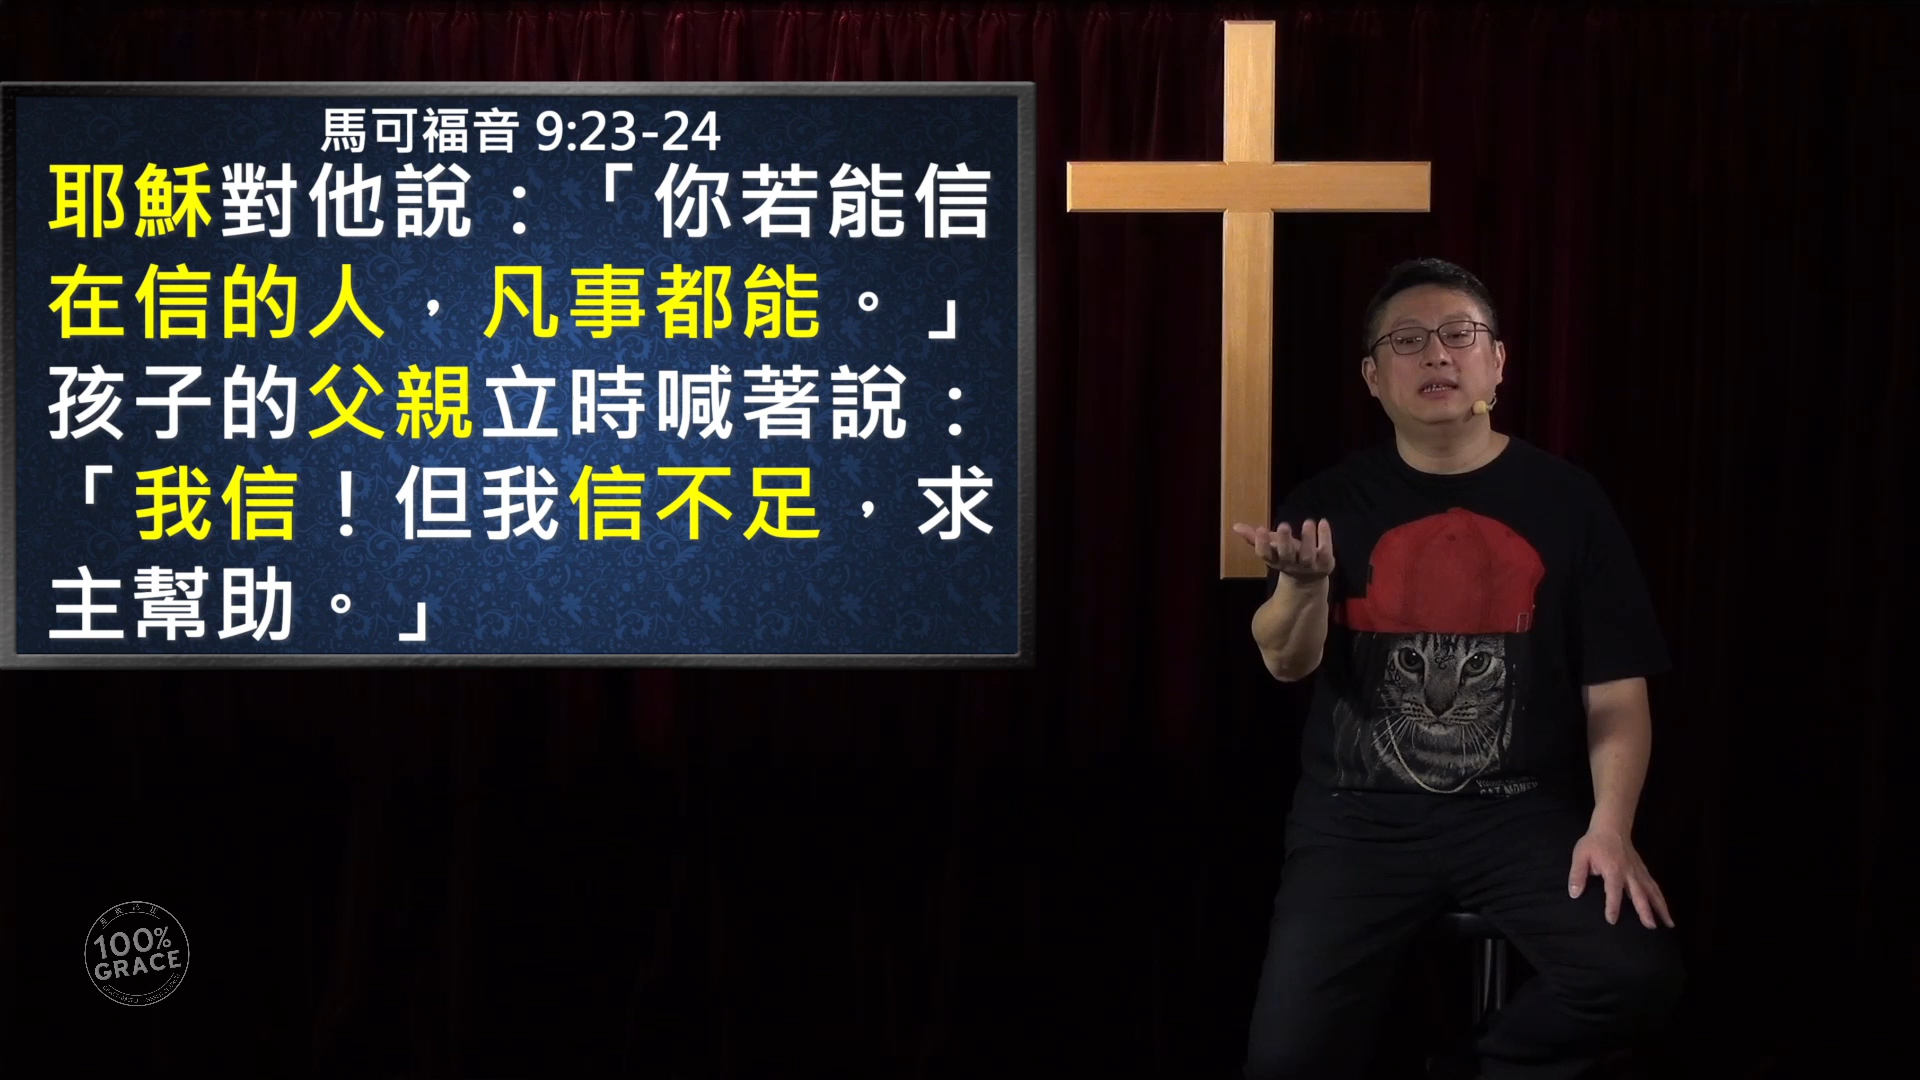 馬可福音 9:23-24
耶穌對他說：「你若能信
在信的人，凡事都能。」
孩子的父親立時喊著說：
「我信！但我信不足，求
主幫助。」
100%
GRACE